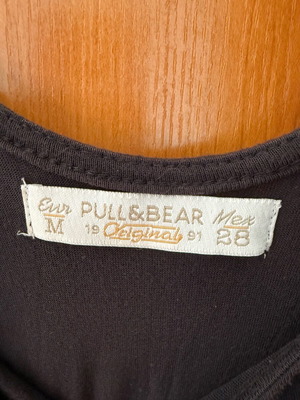 Eur PULL&BEAR Mex
M 19 Original 91 28